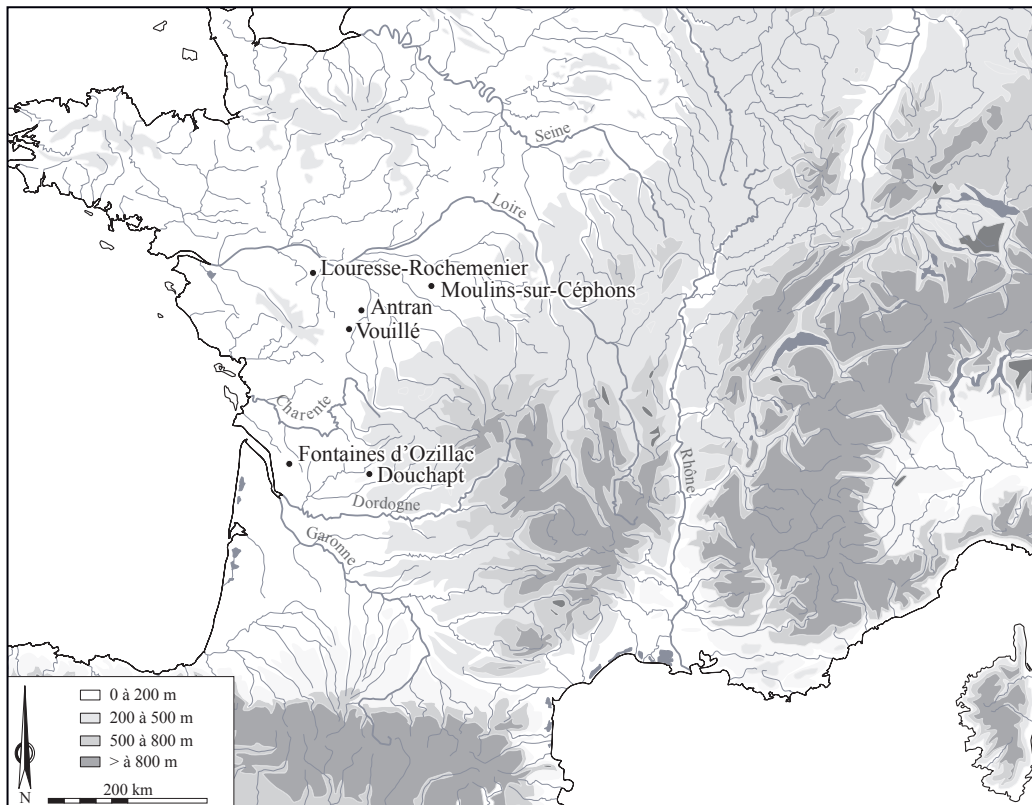 Seine
Loire
Louresse-Rochemenier
Moulins-sur-Céphons
Antran
Vouillé
Charente
Fontaines d'Ozillac
Douchapt
Rhône
Dordogne
Garonne
0 à 200 m
200 à 500 m
500 à 800 m
> à 800 m
N
200 km